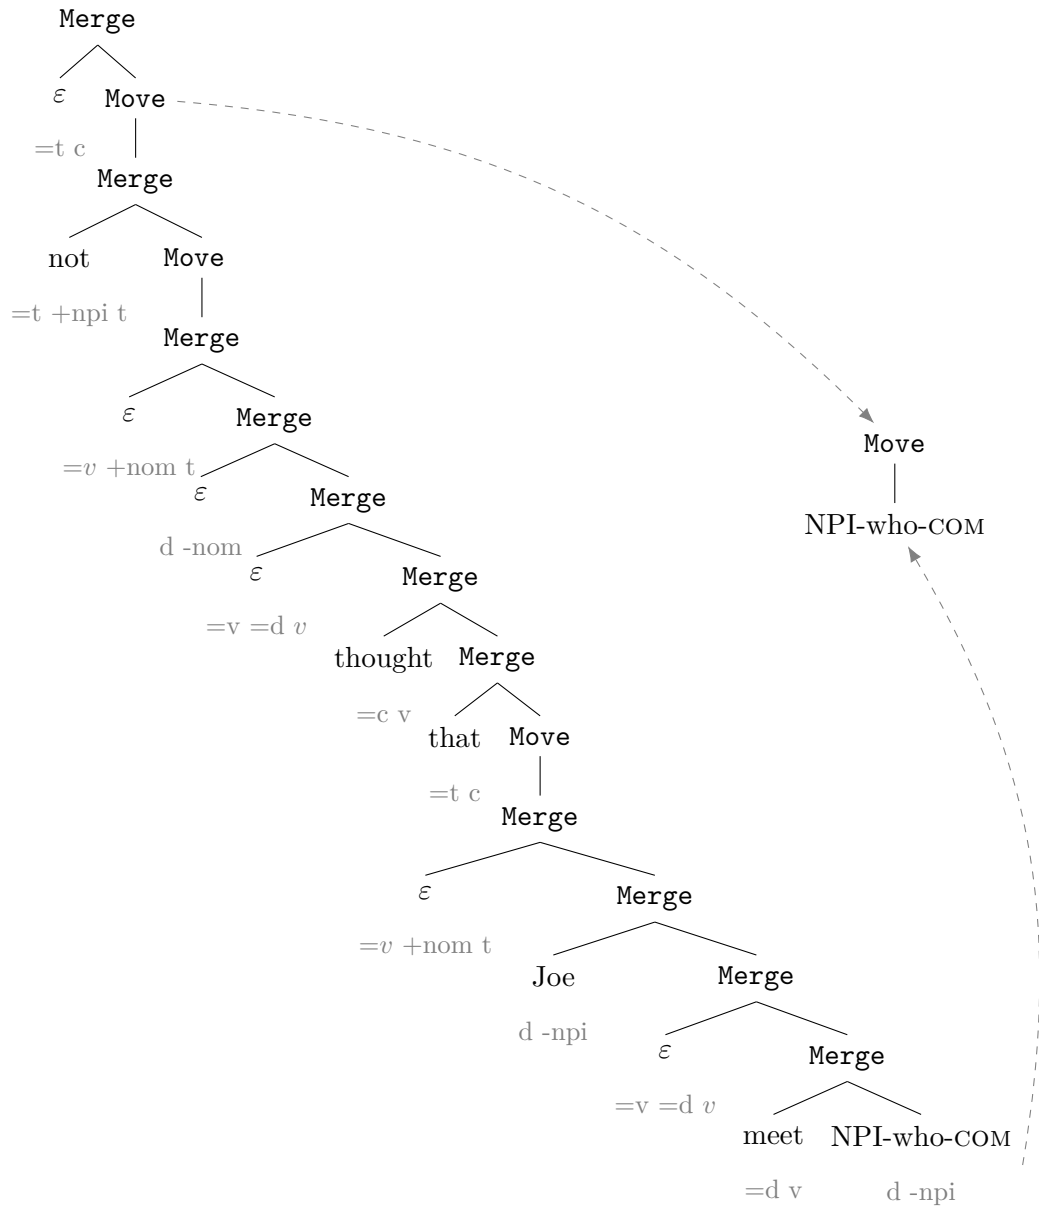 Merge
ε Move
=t c
Merge
not Move
=t +npi t
Merge
ε Merge
Move
=v +nom t
ε Merge
NPI-who-COM
d -nom
ε Merge
=v =d v
thought Merge
=c v
that Move
=t c
Merge
ε Merge
=v +nom t
Joe Merge
d -npi
ε Merge
=v =d v
meet NPI-who-COM
=d v d -npi